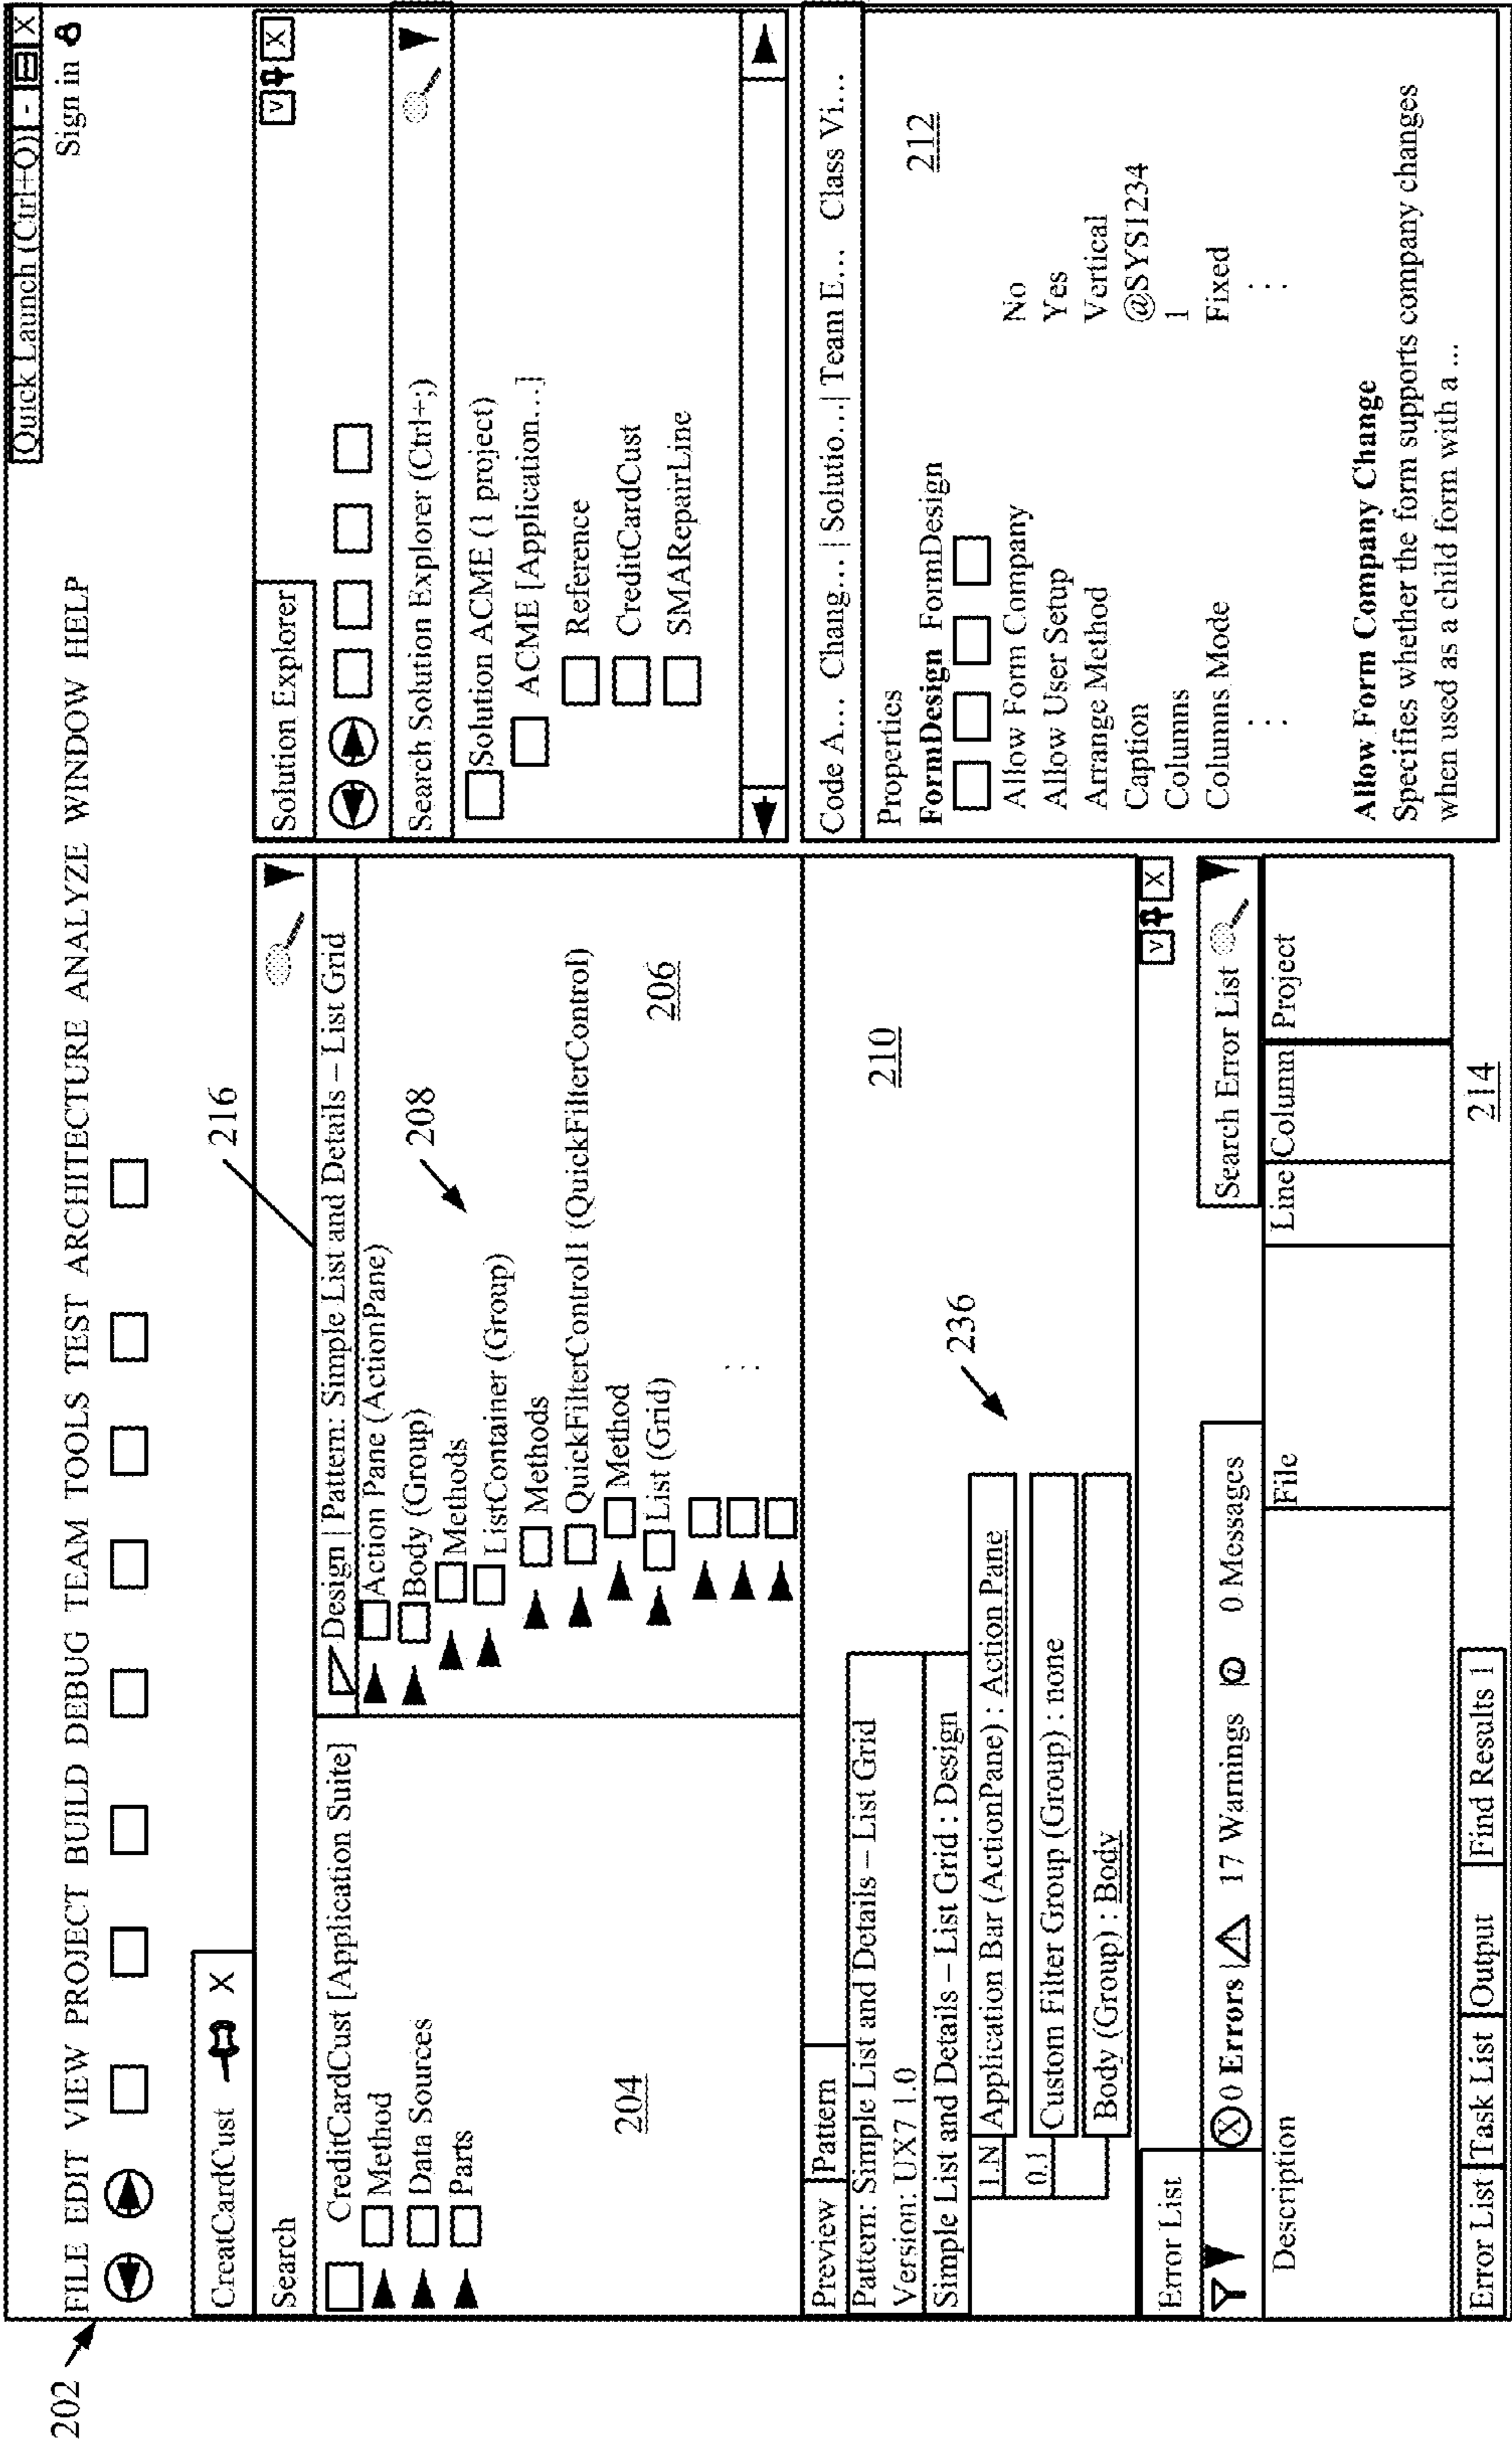 202
Quick Launch (Ctrl+Q) - X
FILE EDIT VIEW PROJECT BUILD DEBUG TEAM TOOLS TEST ARCHITECTURE ANALYZE WINDOW HELP
Sign in
CreatCardCust X
216
Search
CreditCardCust [Application Suite]
Method
Data Sources
Parts
204
Design | Pattern: Simple List and Details – List Grid
Action Pane (ActionPane)
Body (Group)
208
Methods
ListContainer (Group)
Methods
QuickFilterControl1 (QuickFilterControl)
Method
List (Grid)
206
Solution Explorer
V X
Search Solution Explorer (Ctrl+;)
Solution ACME (1 project)
ACME [Application...]
Reference
CreditCardCust
SMARepairLine
Preview Pattern
Pattern: Simple List and Details – List Grid
Version: UX7 1.0
Simple List and Details – List Grid : Design
1.N Application Bar (ActionPane) : Action Pane
0.1 Custom Filter Group (Group) : none
Body (Group) : Body
236
210
Code A... Chang... | Solutio...| Team E... Class Vi...
Properties
212
FormDesign FormDesign
Allow Form Company No
Allow User Setup Yes
Arrange Method Vertical
Caption @SYS1234
Columns 1
Columns Mode Fixed
Allow Form Company Change
Specifies whether the form supports company changes
when used as a child form with a ...
Error List
V X
X 0 Errors 17 Warnings 0 Messages
Search Error List
Description File Line Column Project
Error List Task List Output Find Results 1
214